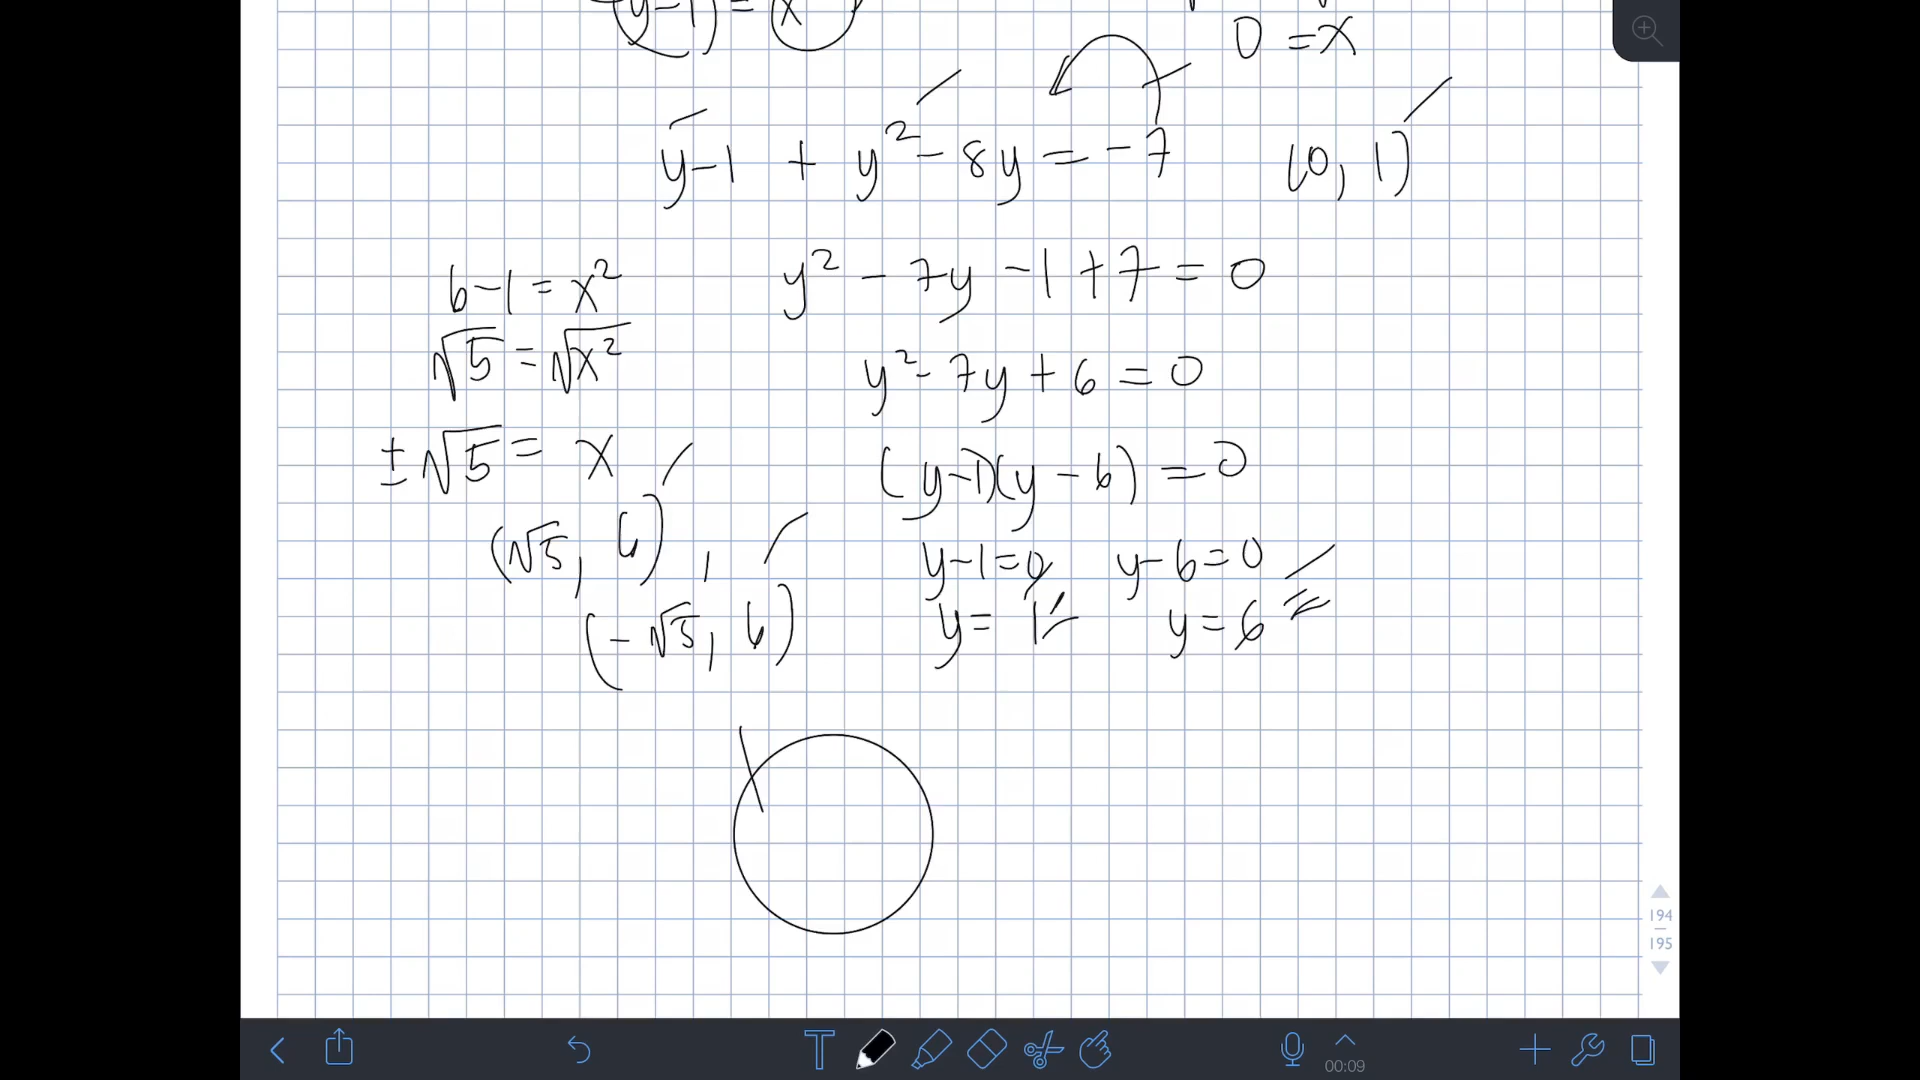 (y-1) = x
0 = x
y-1 + y² - 8y = -7
(0, 1)
6-1 = x²
√5 = √x²
±√5 = x
(√5, 6) ,
(-√5, 6)
y² - 7y - 1 + 7 = 0
y² - 7y + 6 = 0
(y-1)(y-6) = 0
y-1=0 y-6=0
y= 1 y=6
194
195
T
00:09